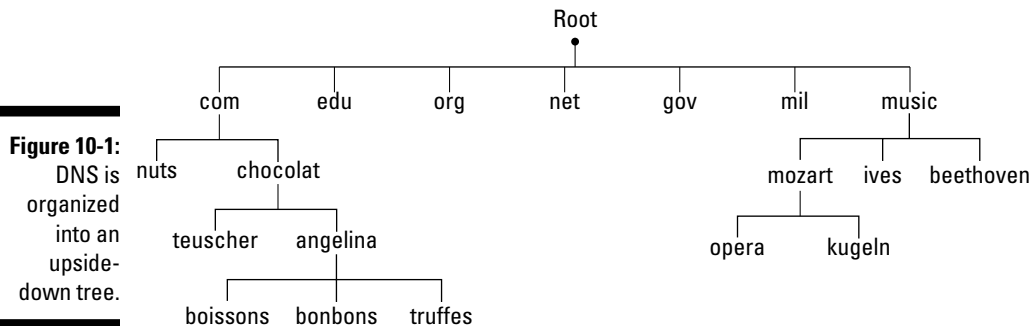 Root
com edu org net gov mil music
Figure 10-1:
DNS is
organized
into an
upside-
down tree.
nuts chocolat mozart ives beethoven
teuscher angelina opera kugeln
boissons bonbons truffes